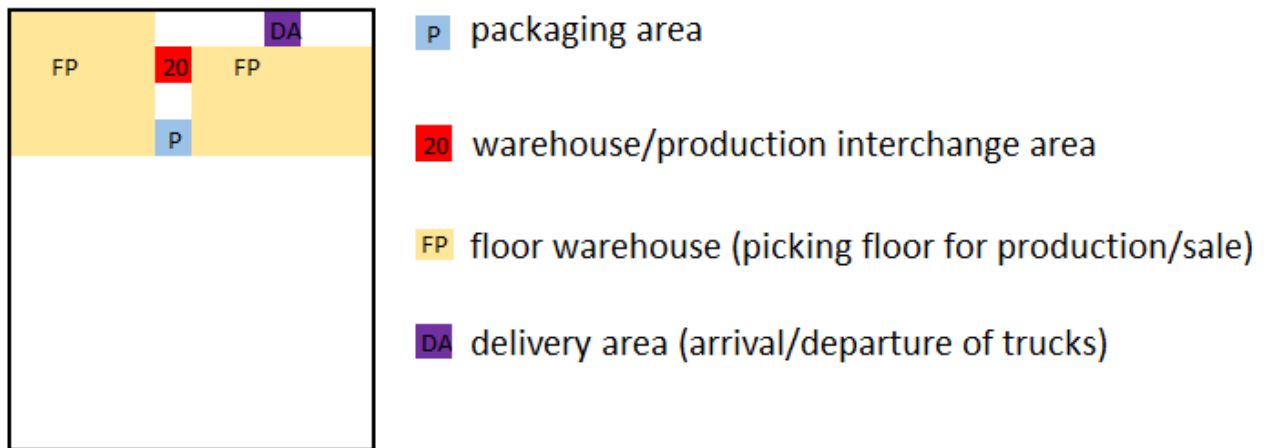 DA
FP 20 FP
P
P packaging area
20 warehouse/production interchange area
FP floor warehouse (picking floor for production/sale)
DA delivery area (arrival/departure of trucks)